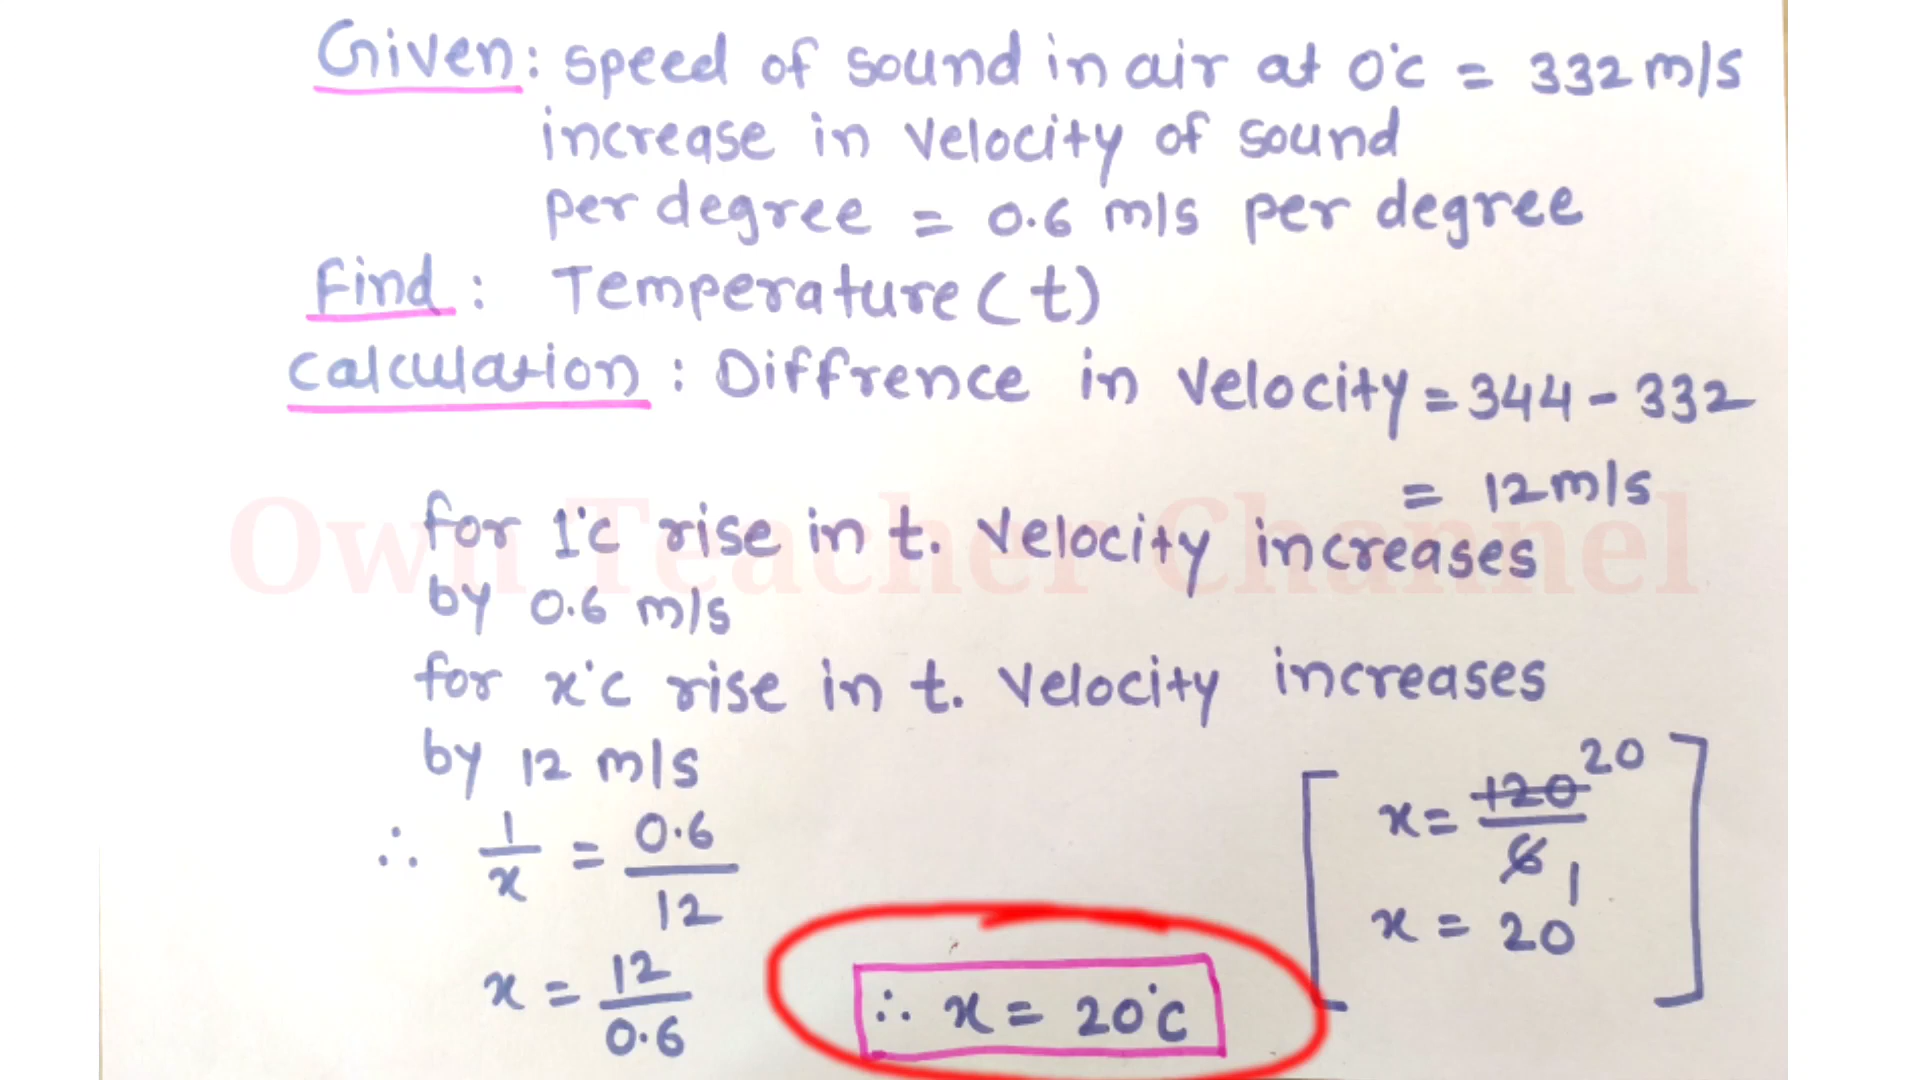 Given: speed of sound in air at 0°c = 332 m/s
increase in velocity of sound
per degree = 0.6 m/s per degree
Find: Temperature (t)
calculation: Diffrence in velocity = 344 - 332
= 12 m/s
for 1°c rise in t. velocity increases
Own Teacher Channel
by 0.6 m/s
for x°c rise in t. velocity increases
by 12 m/s
∴ 1/x = 0.6/12
x = 12/0.6
x = 120/6 20 1
x = 20
∴ x = 20°c